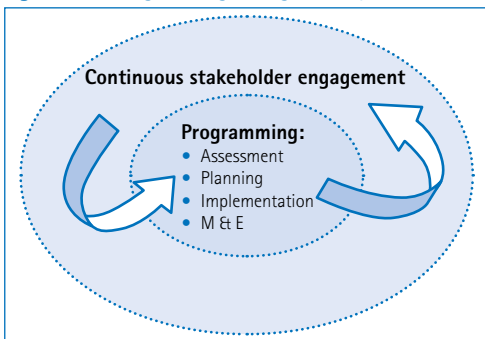 Continuous stakeholder engagement
Programming:
• Assessment
• Planning
• Implementation
• M & E